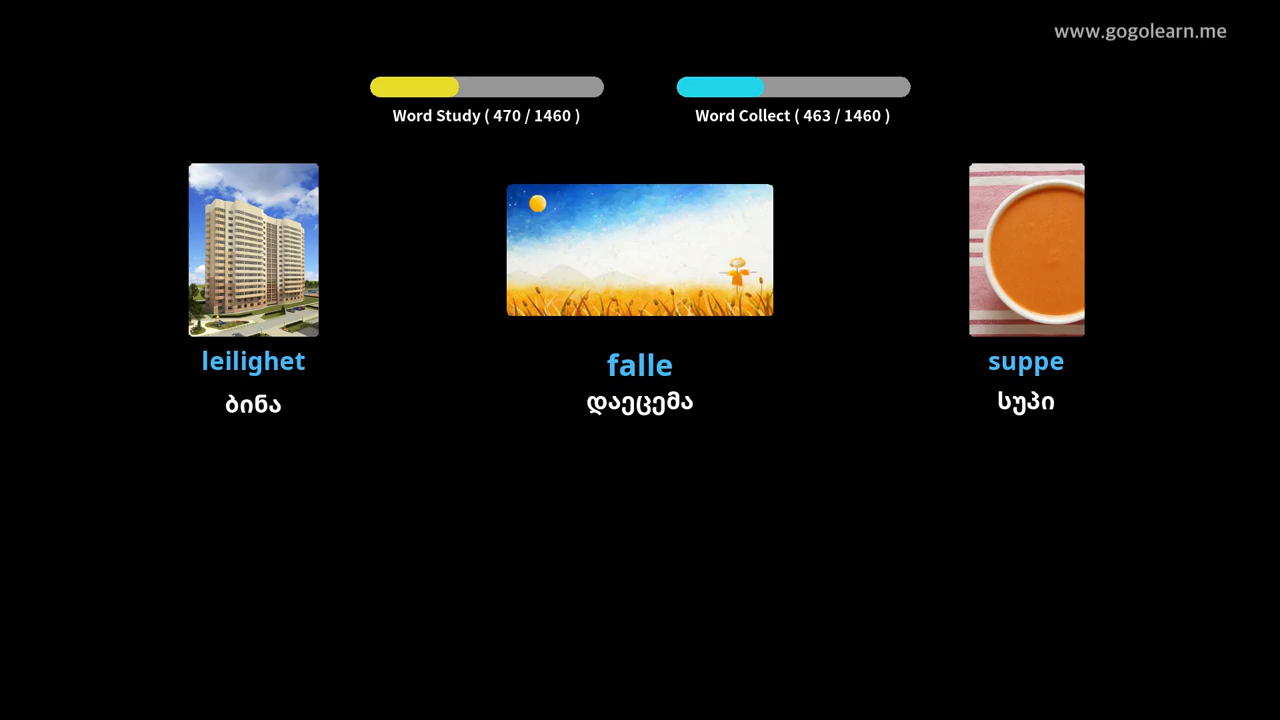 www.gogolearn.me
Word Study ( 470 / 1460 )
Word Collect ( 463 / 1460 )
leilighet
ბინა
falle
დაეცემა
suppe
სუპი